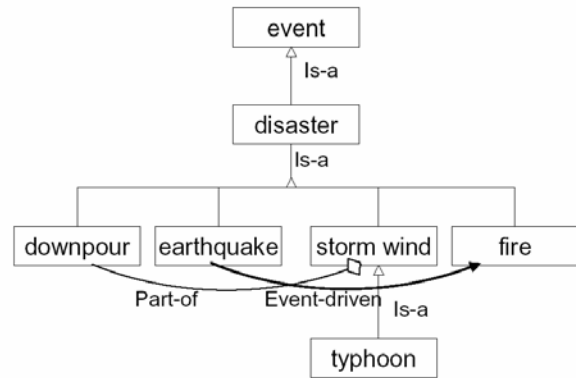 event
Is-a
disaster
Is-a
downpour earthquake storm wind fire
Part-of Event-driven
Is-a
typhoon